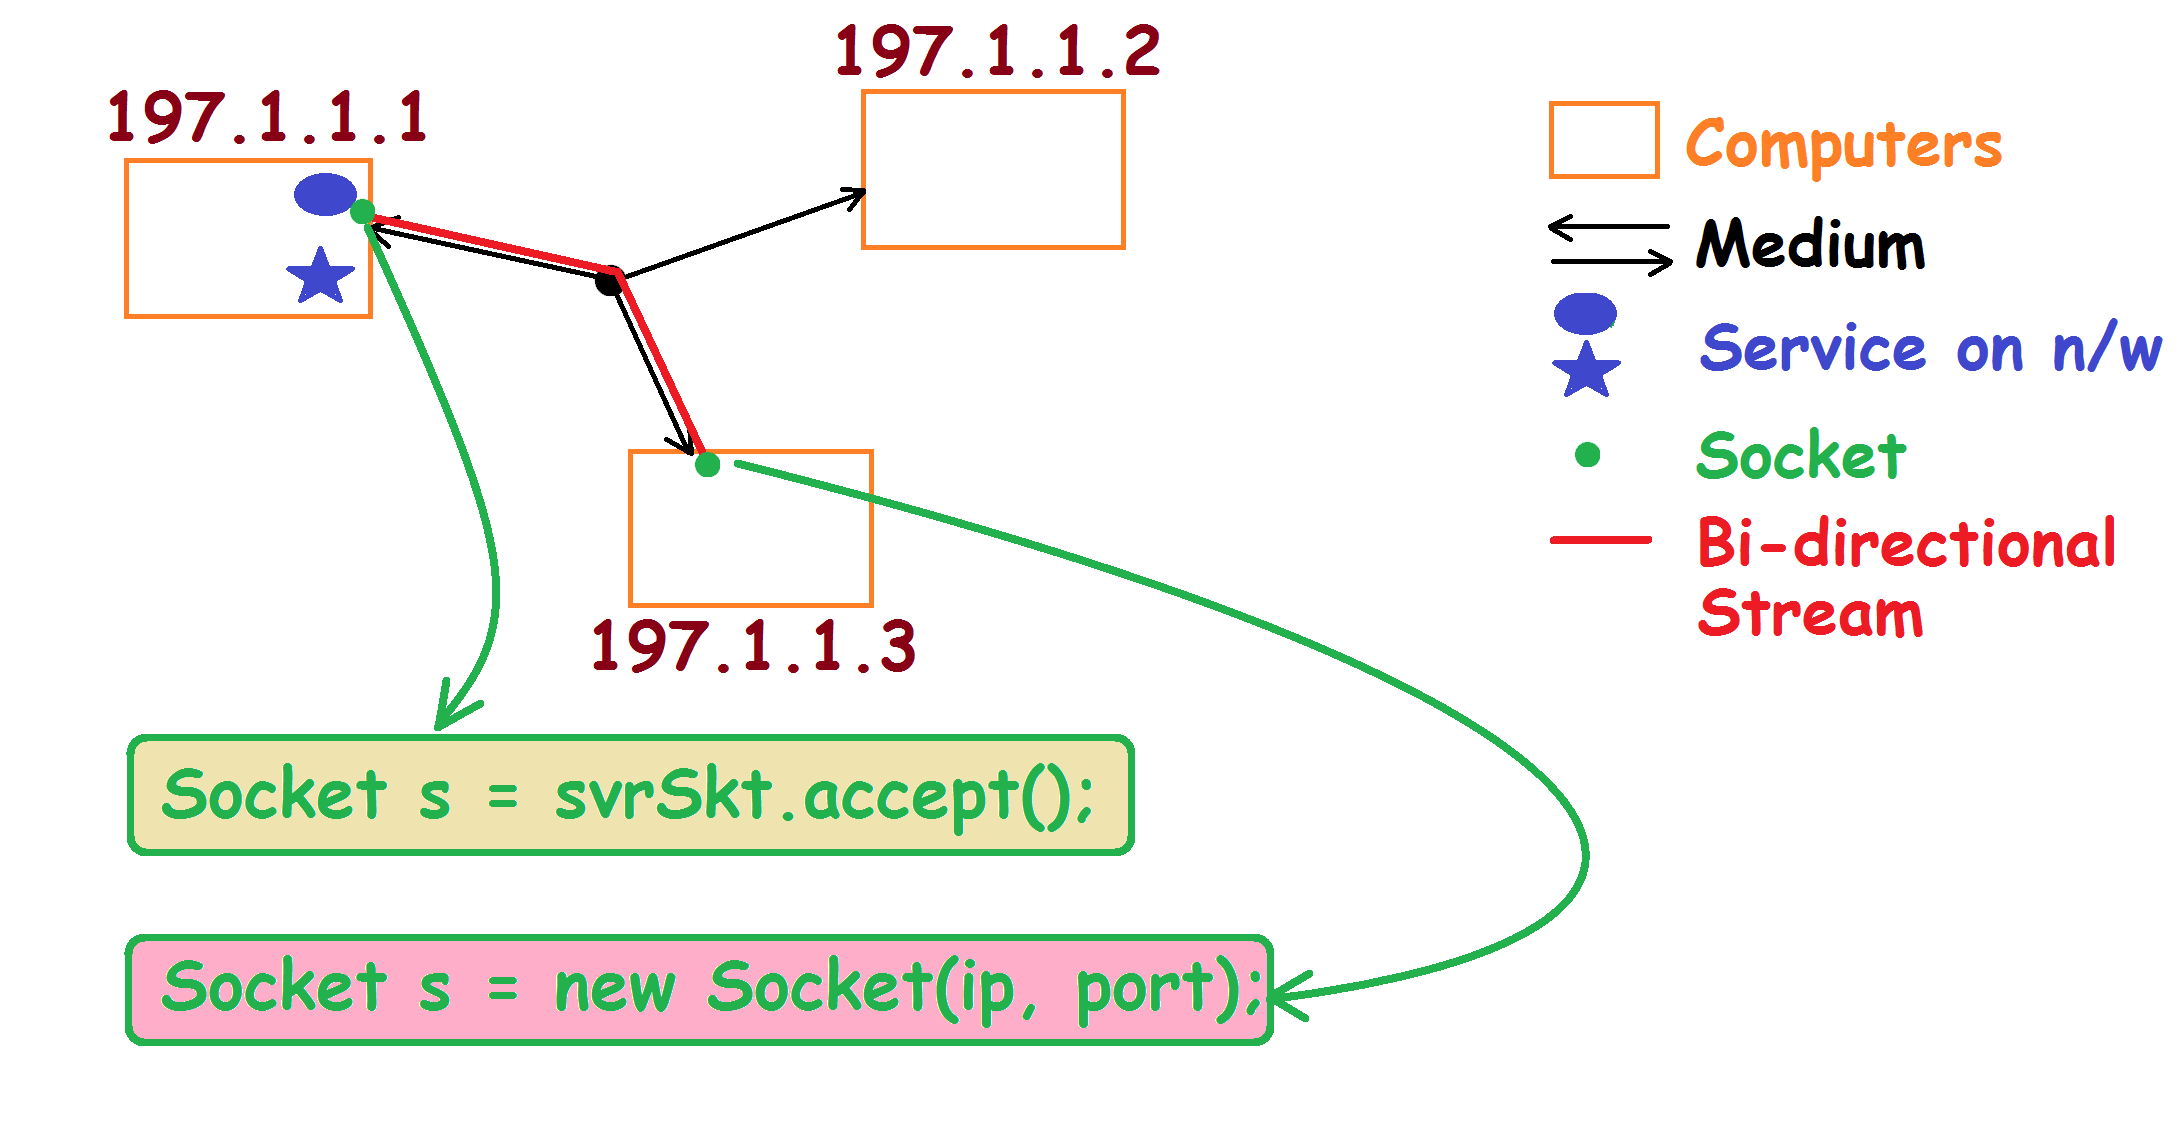 197.1.1.2
197.1.1.1
Computers
Medium
Service on n/w
Socket
Bi-directional
Stream
197.1.1.3
Socket s = svrSkt.accept();
Socket s = new Socket(ip, port);